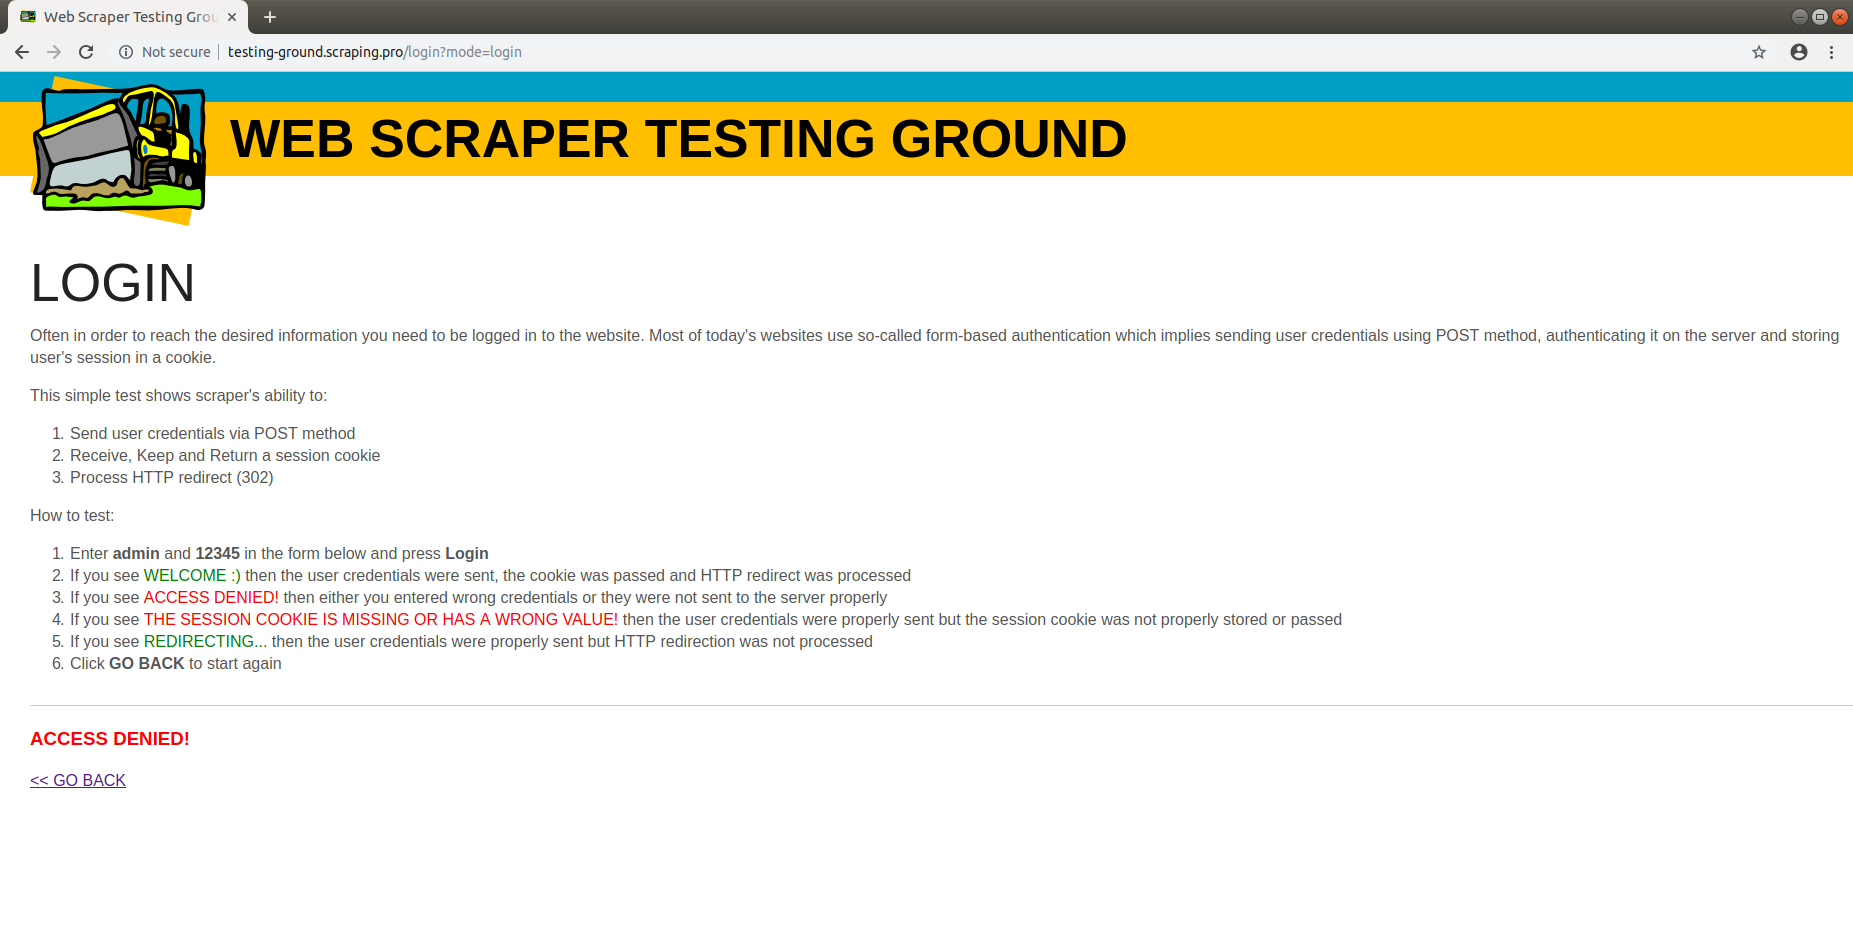 Web Scraper Testing Grou
Not secure testing-ground.scraping.pro/login?mode=login
WEB SCRAPER TESTING GROUND
LOGIN
Often in order to reach the desired information you need to be logged in to the website. Most of today's websites use so-called form-based authentication which implies sending user credentials using POST method, authenticating it on the server and storing
user's session in a cookie.
This simple test shows scraper's ability to:
1. Send user credentials via POST method
2. Receive, Keep and Return a session cookie
3. Process HTTP redirect (302)
How to test:
1. Enter admin and 12345 in the form below and press Login
2. If you see WELCOME :) then the user credentials were sent, the cookie was passed and HTTP redirect was processed
3. If you see ACCESS DENIED! then either you entered wrong credentials or they were not sent to the server properly
4. If you see THE SESSION COOKIE IS MISSING OR HAS A WRONG VALUE! then the user credentials were properly sent but the session cookie was not properly stored or passed
5. If you see REDIRECTING... then the user credentials were properly sent but HTTP redirection was not processed
6. Click GO BACK to start again
ACCESS DENIED!
<< GO BACK